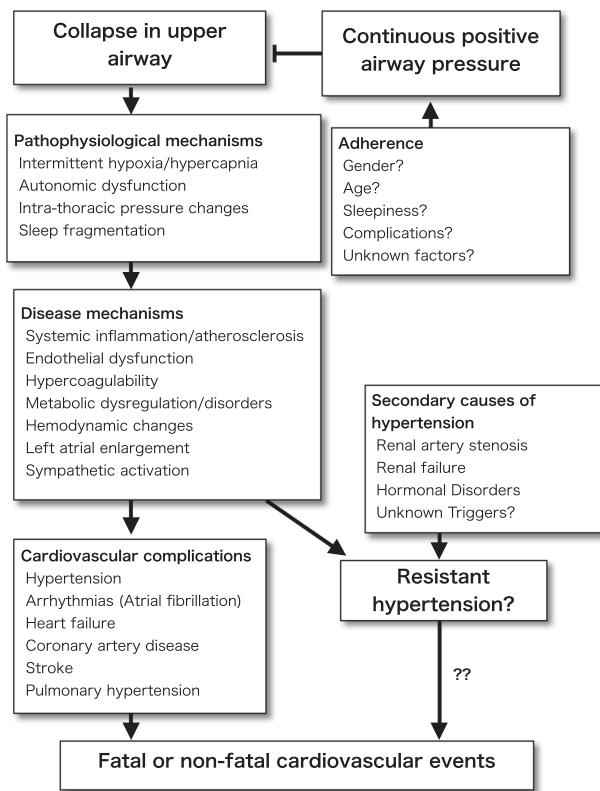 Collapse in upper
airway
Continuous positive
airway pressure
Pathophysiological mechanisms
Intermittent hypoxia/hypercapnia
Autonomic dysfunction
Intra-thoracic pressure changes
Sleep fragmentation
Adherence
Gender?
Age?
Sleepiness?
Complications?
Unknown factors?
Disease mechanisms
Systemic inflammation/atherosclerosis
Endothelial dysfunction
Hypercoagulability
Metabolic dysregulation/disorders
Hemodynamic changes
Left atrial enlargement
Sympathetic activation
Secondary causes of
hypertension
Renal artery stenosis
Renal failure
Hormonal Disorders
Unknown Triggers?
Cardiovascular complications
Hypertension
Arrhythmias (Atrial fibrillation)
Heart failure
Coronary artery disease
Stroke
Pulmonary hypertension
Resistant
hypertension?
??
Fatal or non-fatal cardiovascular events